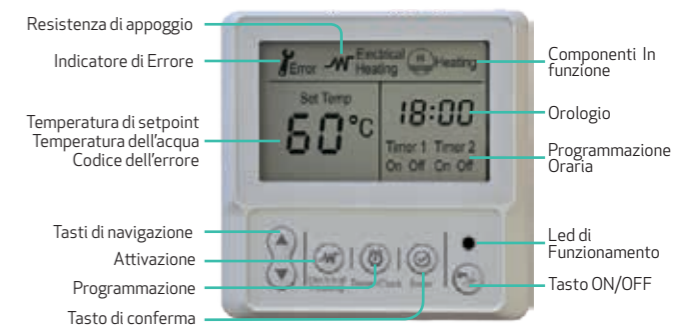 Resistenza di appoggio
Indicatore di Errore
Temperatura di setpoint
Temperatura dell'acqua
Codice dell'errore
Tasti di navigazione
Attivazione
Programmazione
Tasto di conferma
Error
Electrical
Heating
Heating
Set Temp
60°C
18:00
Timer 1 Timer 2
On Off On Off
Componenti In
funzione
Orologio
Programmazione
Oraria
Led di
Funzionamento
Tasto ON/OFF